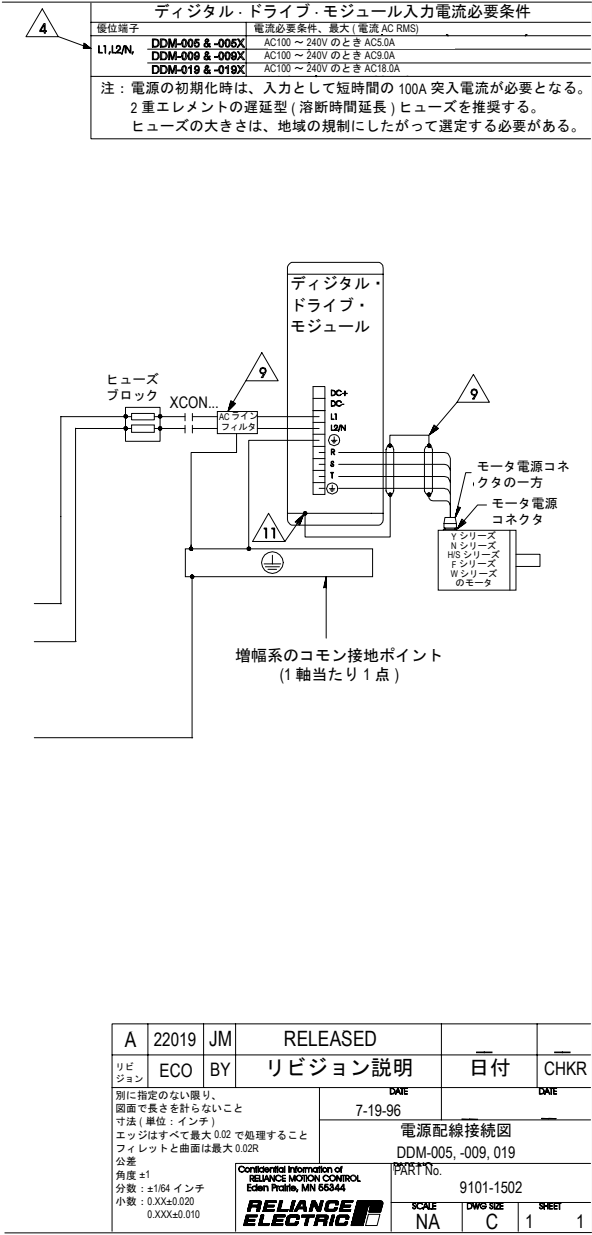 4
ディジタル・ドライブ・モジュール入力電流必要条件
優位端子 電流必要条件、最大 ( 電流 AC RMS)
L1,L2/N, DDM-005 & -005X AC100 ～ 240V のとき AC5.0A
DDM-009 & -009X AC100 ～ 240V のとき AC9.0A
DDM-019 & -019X AC100 ～ 240V のとき AC18.0A
注：電源の初期化時は、入力として短時間の 100A 突入電流が必要となる。
2 重エレメントの遅延型 ( 溶断時間延長 ) ヒューズを推奨する。
ヒューズの大きさは、地域の規制にしたがって選定する必要がある。
ディジタル・
ドライブ・
モジュール
ヒューズ
ブロック
XCON...
9
AC ライン
フィルタ
DC+
DC-
L1
L2/N
R
S
T
9
モータ電源コネ
クタの一方
モータ電源
コネクタ
11
Y シリーズ
N シリーズ
H/S シリーズ
F シリーズ
W シリーズ
のモータ
増幅系のコモン接地ポイント
(1 軸当たり 1 点 )
A 22019 JM RELEASED __ __
リビジョン ECO BY リビジョン説明 日付 CHKR
別に指定のない限り、
図面で長さを計らないこと
寸法 ( 単位：インチ )
エッジはすべて最大 0.02 で処理すること
フィレットと曲面は最大 0.02R
公差
角度 ±1
分数：±1/64 インチ
小数：0.XX±0.020
0.XXX±0.010
DATE
7-19-96
DATE
電源配線接続図
DDM-005, -009, 019
Confidential Information of
RELIANCE MOTION CONTROL
Eden Prairie, MN 55344
RELIANCE
ELECTRIC
PART No.
9101-1502
SCALE
NA
DWG SIZE
C
SHEET
1 1